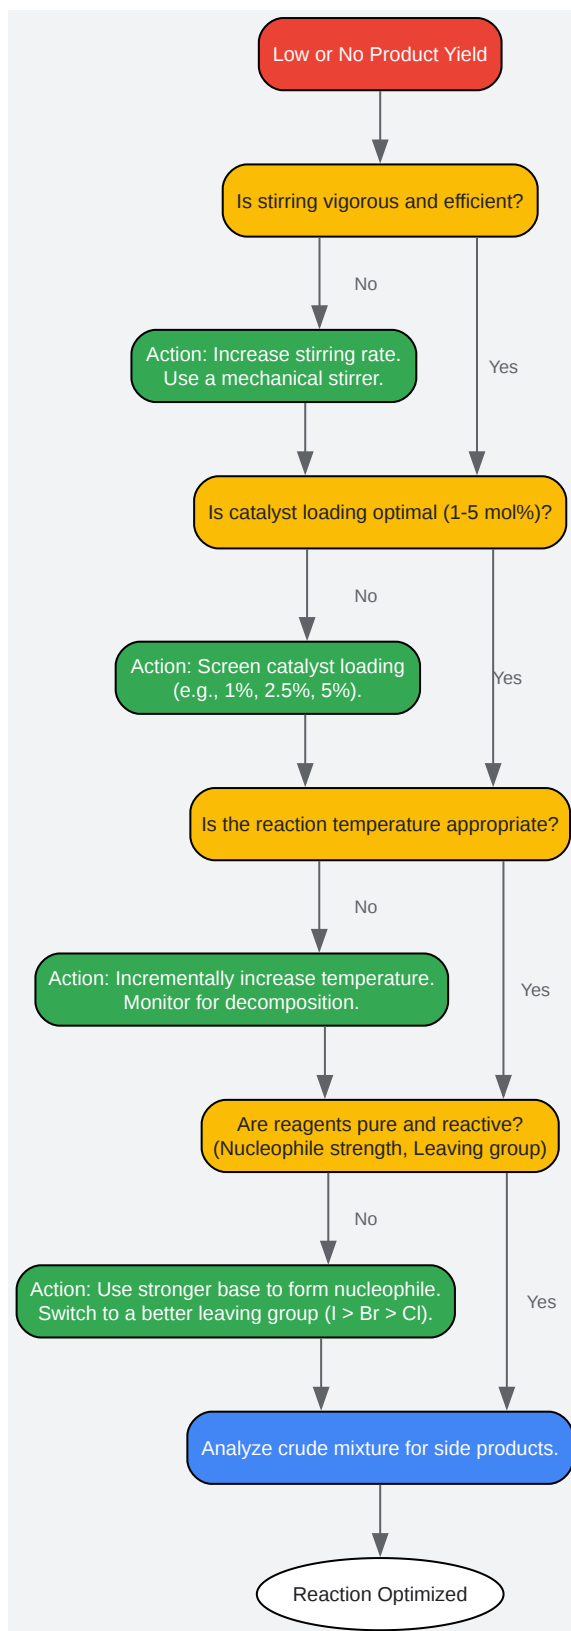 Low or No Product Yield
Is stirring vigorous and efficient?
No
Action: Increase stirring rate.
Use a mechanical stirrer.
Yes
Is catalyst loading optimal (1-5 mol%)?
No
Action: Screen catalyst loading
(e.g., 1%, 2.5%, 5%).
Yes
Is the reaction temperature appropriate?
No
Action: Incrementally increase temperature.
Monitor for decomposition.
Yes
Are reagents pure and reactive?
(Nucleophile strength, Leaving group)
No
Action: Use stronger base to form nucleophile.
Switch to a better leaving group (I > Br > Cl).
Yes
Analyze crude mixture for side products.
Reaction Optimized